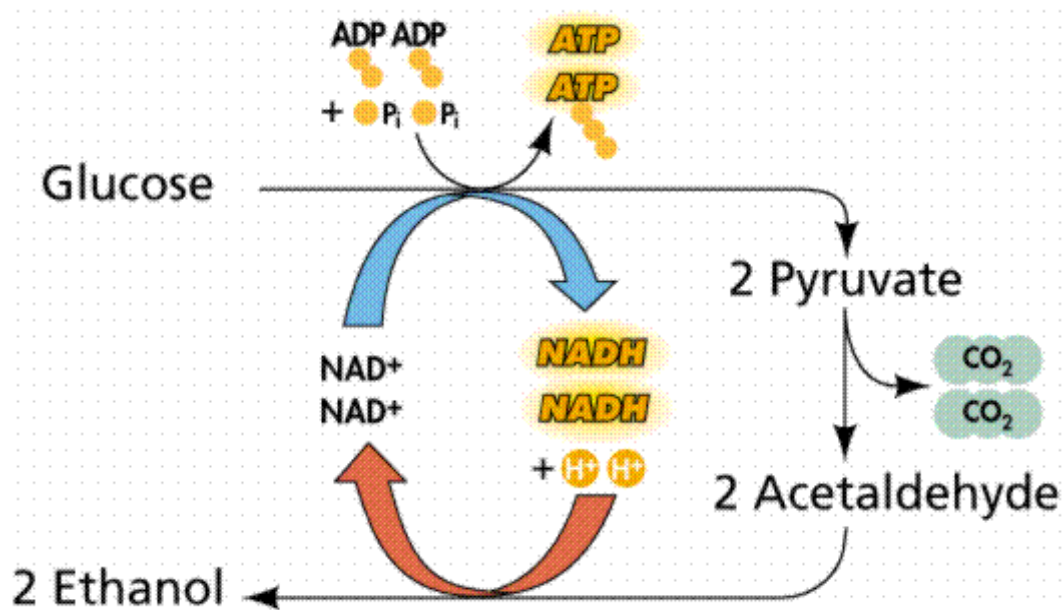 ADP ADP
ATP
ATP
+ Pi Pi
Glucose
2 Pyruvate
NAD+
NAD+
NADH
NADH
+ H+ H+
CO2
CO2
2 Acetaldehyde
2 Ethanol